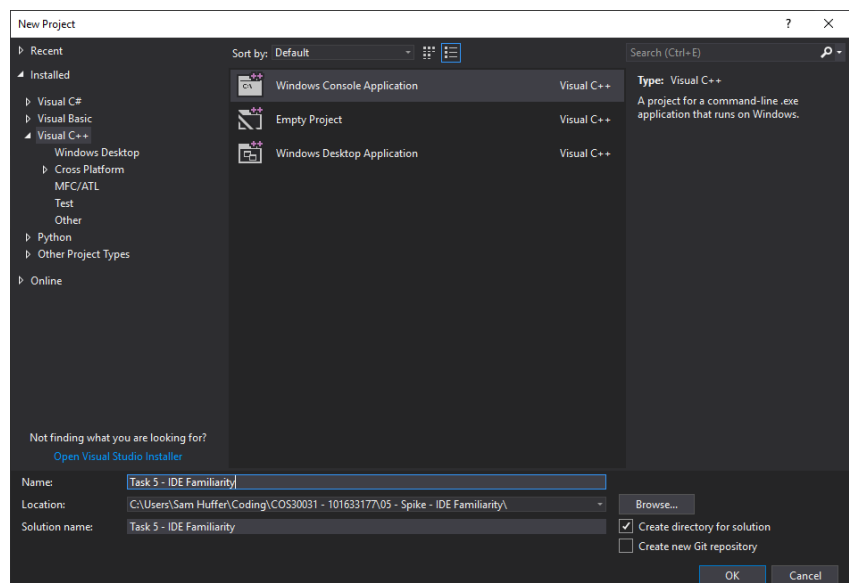 New Project
? ×
Recent
Installed
Visual C#
Visual Basic
Visual C++
Windows Desktop
Cross Platform
MFC/ATL
Test
Other
Python
Other Project Types
Online
Not finding what you are looking for?
Open Visual Studio Installer
Sort by: Default
Windows Console Application Visual C++
Empty Project Visual C++
Windows Desktop Application Visual C++
Search (Ctrl+E)
Type: Visual C++
A project for a command-line .exe
application that runs on Windows.
Name: Task 5 - IDE Familiarity
Location: C:\Users\Sam Huffer\Coding\COS30031 - 101633177\05 - Spike - IDE Familiarity\
Browse...
Solution name: Task 5 - IDE Familiarity
Create directory for solution
Create new Git repository
OK Cancel